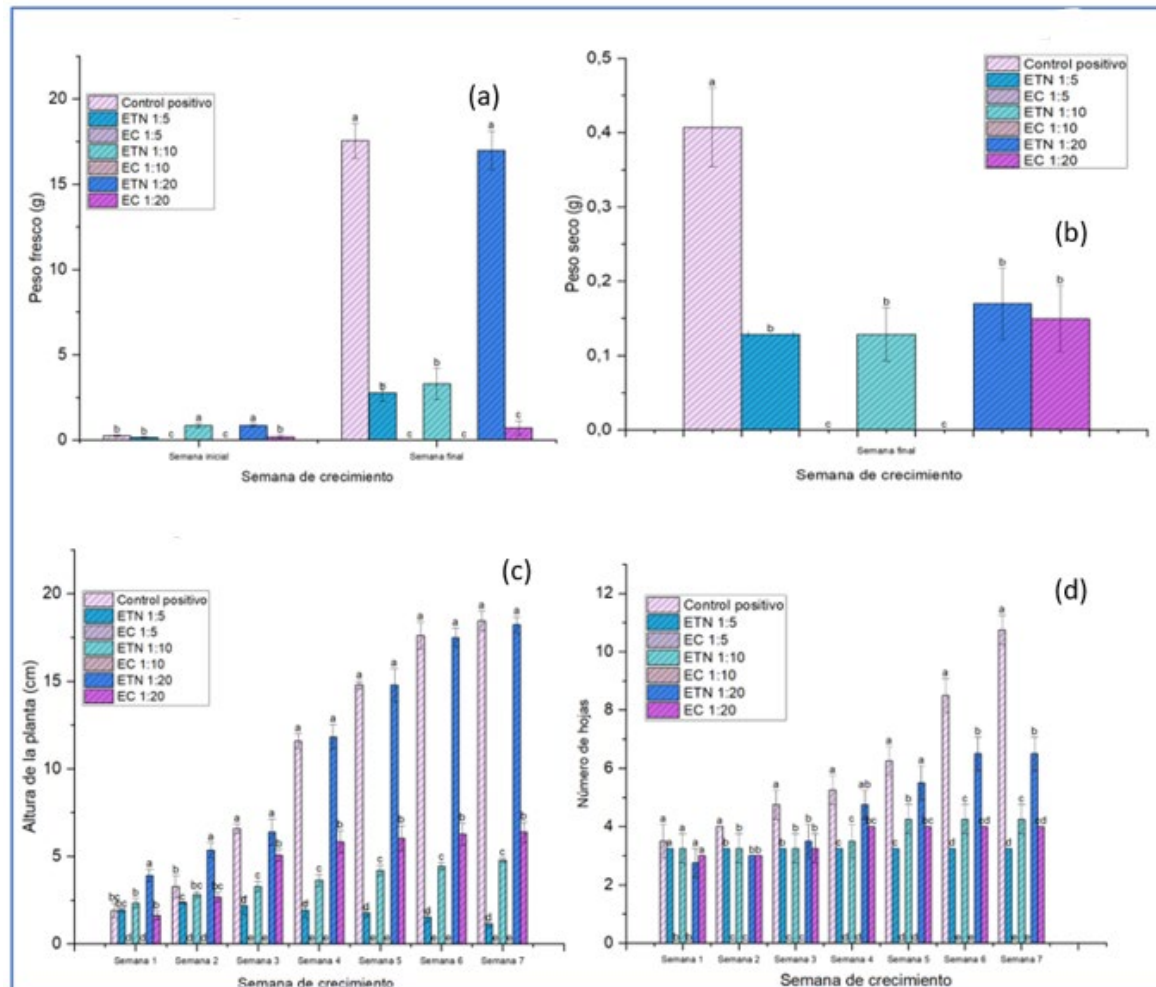 (a)
Control positivo
ETN 1:5
EC 1:5
ETN 1:10
EC 1:10
ETN 1:20
EC 1:20
Peso fresco (g)
20
15
10
5
0
b b c a c a b
a b c b c a c
Semana inicial Semana final
Semana de crecimiento
(b)
Control positivo
ETN 1:5
EC 1:5
ETN 1:10
EC 1:10
ETN 1:20
EC 1:20
Peso seco (g)
0,5
0,4
0,3
0,2
0,1
0,0
a b c b c b b
Semana final
Semana de crecimiento
(c)
Control positivo
ETN 1:5
EC 1:5
ETN 1:10
EC 1:10
ETN 1:20
EC 1:20
Altura de la planta (cm)
20
15
10
5
0
Semana 1 Semana 2 Semana 3 Semana 4 Semana 5 Semana 6 Semana 7
Semana de crecimiento
(d)
Control positivo
ETN 1:5
EC 1:5
ETN 1:10
EC 1:10
ETN 1:20
EC 1:20
Número de hojas
12
10
8
6
4
2
0
Semana 1 Semana 2 Semana 3 Semana 4 Semana 5 Semana 6 Semana 7
Semana de crecimiento